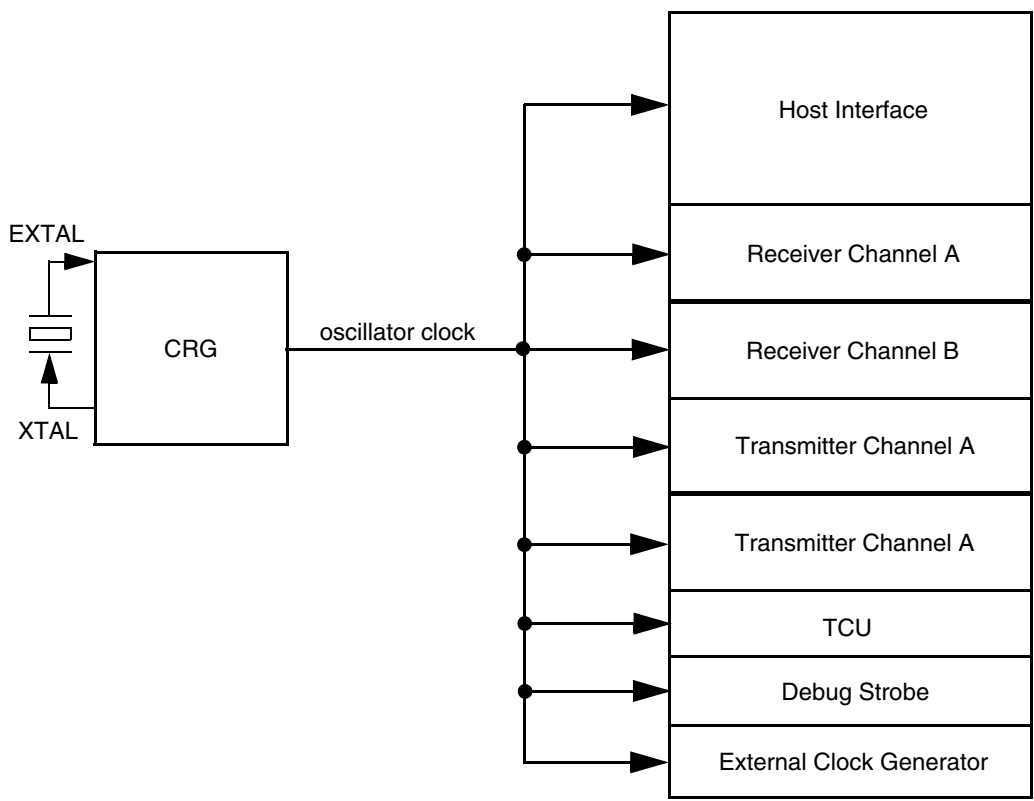 Host Interface
EXTAL
Receiver Channel A
oscillator clock
CRG
Receiver Channel B
XTAL
Transmitter Channel A
Transmitter Channel A
TCU
Debug Strobe
External Clock Generator